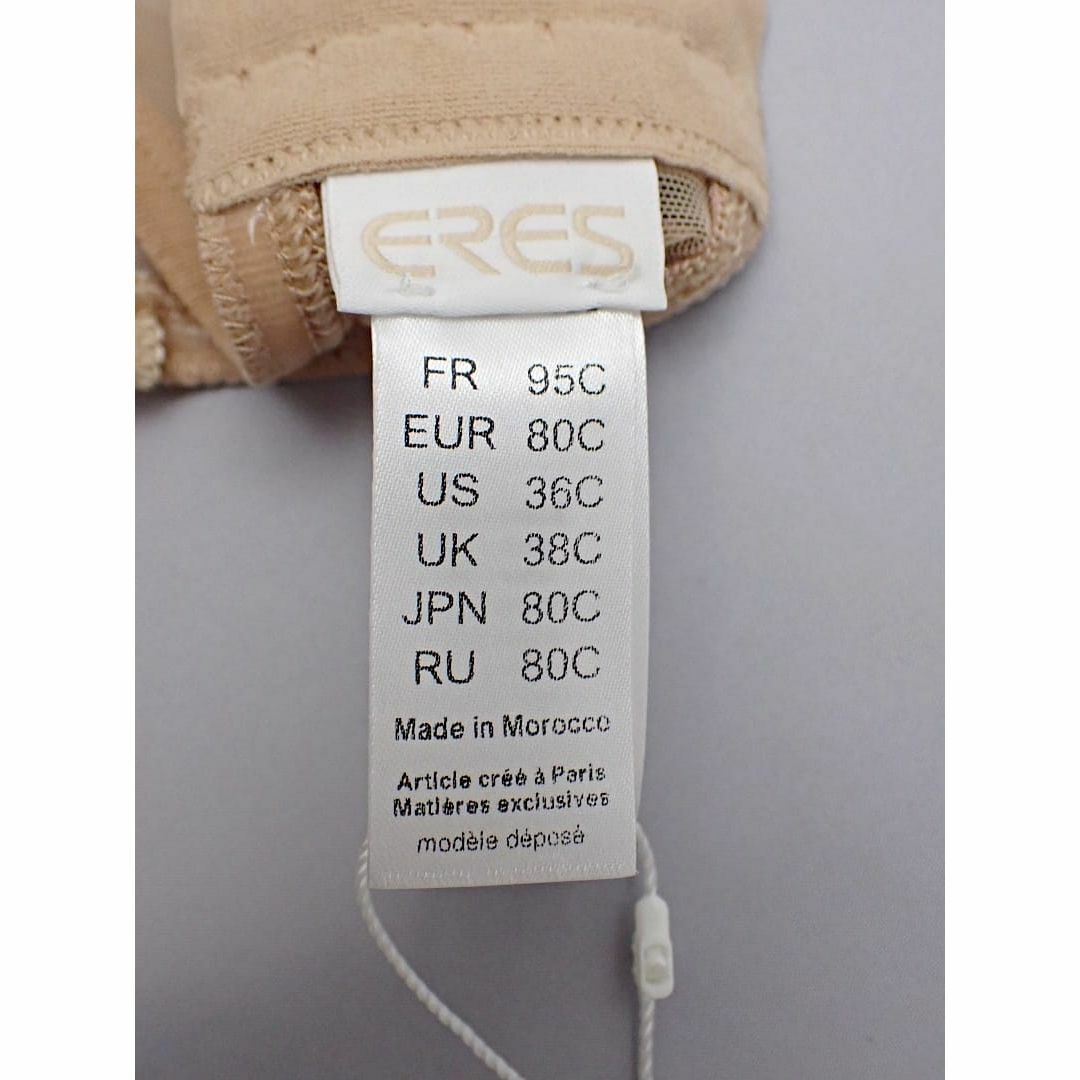 ERES
FR 95C
EUR 80C
US 36C
UK 38C
JPN 80C
RU 80C
Made in Morocco
Article créé à Paris
Matières exclusives
modèle déposé